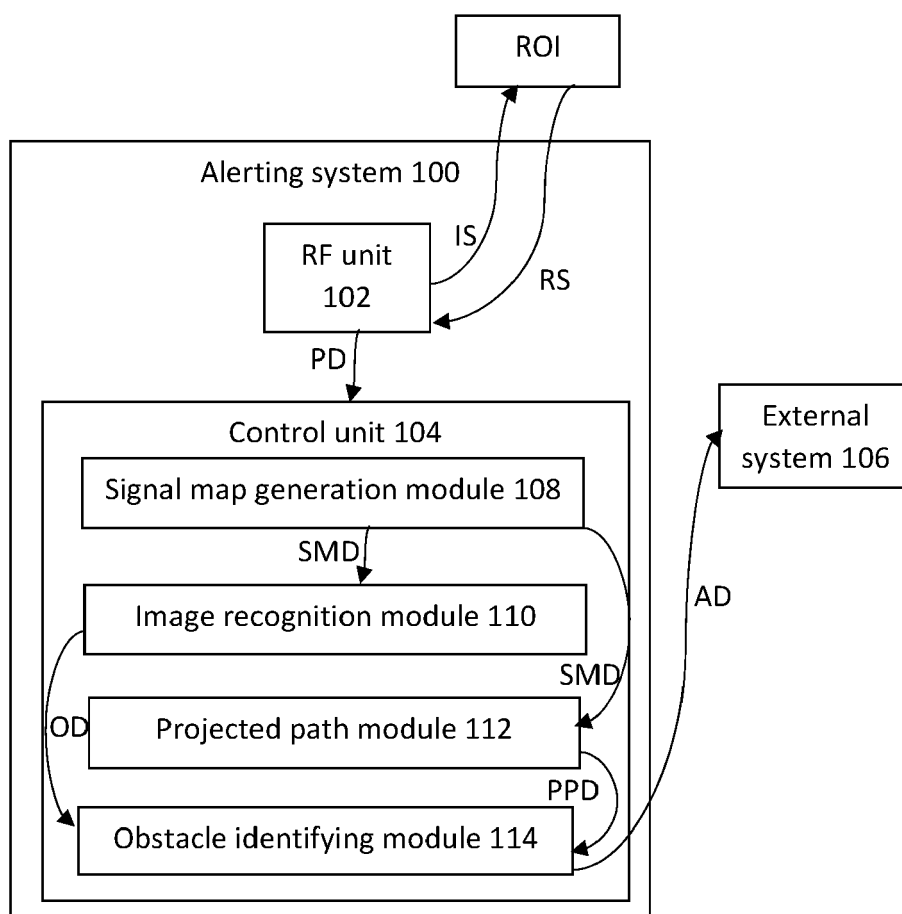 ROI
Alerting system 100
IS
RF unit
102
RS
PD
Control unit 104
External
system 106
Signal map generation module 108
SMD
AD
Image recognition module 110
SMD
OD
Projected path module 112
PPD
Obstacle identifying module 114